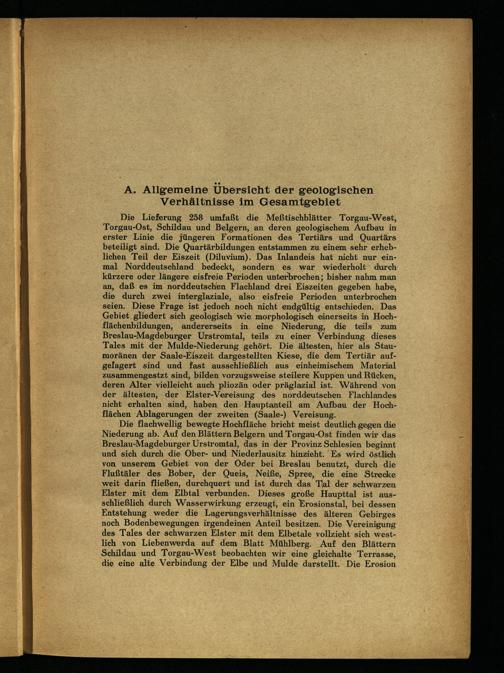 A. Allgemeine Übersicht der geologischen
Verhältnisse im Gesamtgebiet
Die Lieferung 258 umfaßt die Meßtischblätter Torgau-West,
Torgau-Ost, Schildau und Belgern, an deren geologischem Aufbau in
erster Linie die jüngeren Formationen des Tertiärs und Quartärs
beteiligt sind. Die Quartärbildungen entstammen zu einem sehr erheb-
lichen Teil der Eiszeit (Diluvium). Das Inlandeis hat nicht nur ein-
mal Norddeutschland bedeckt, sondern es war wiederholt durch
kürzere oder längere eisfreie Perioden unterbrochen; bisher nahm man
an, daß es im norddeutschen Flachland drei Eiszeiten gegeben habe,
die durch zwei interglaziale, also eisfreie Perioden unterbrochen
seien. Diese Frage ist jedoch noch nicht endgültig entschieden. Das
Gebiet gliedert sich geologisch wie morphologisch einerseits in Hoch-
flächenbildungen, andererseits in eine Niederung, die teils zum
Breslau-Magdeburger Urstromtal, teils zu einer Verbindung dieses
Tales mit der Mulde-Niederung gehört. Die ältesten, hier als Stau-
moränen der Saale-Eiszeit dargestellten Kiese, die dem Tertiär auf-
gelagert sind und fast ausschließlich aus einheimischem Material
zusammengesetzt sind, bilden vorzugsweise steilere Kuppen und Rücken,
deren Alter vielleicht auch pliozän oder präglazial ist. Während von
der ältesten, der Elster-Vereisung des norddeutschen Flachlandes
nicht erhalten sind, haben den Hauptanteil am Aufbau der Hoch-
flächen Ablagerungen der zweiten (Saale-) Vereisung.
Die flachwellig bewegte Hochfläche bricht meist deutlich gegen die
Niederung ab. Auf den Blättern Belgern und Torgau-Ost finden wir das
Breslau-Magdeburger Urstromtal, das in der Provinz Schlesien beginnt
und sich durch die Ober- und Niederlausitz hinzieht. Es wird östlich
von unserem Gebiet von der Oder bei Breslau benutzt, durch die
Flußtäler des Bober, der Queis, Neiße, Spree, die eine Strecke
weit darin fließen, durchquert und ist durch das Tal der schwarzen
Elster mit dem Elbtal verbunden. Dieses große Haupttal ist aus-
schließlich durch Wasserwirkung erzeugt, ein Erosionstal, bei dessen
Entstehung weder die Lagerungsverhältnisse des älteren Gebirges
noch Bodenbewegungen irgendeinen Anteil besitzen. Die Vereinigung
des Tales der schwarzen Elster mit dem Elbetale vollzieht sich west-
lich von Liebenwerda auf dem Blatt Mühlberg. Auf den Blättern
Schildau und Torgau-West beobachten wir eine gleichalte Terrasse,
die eine alte Verbindung der Elbe und Mulde darstellt. Die Erosion